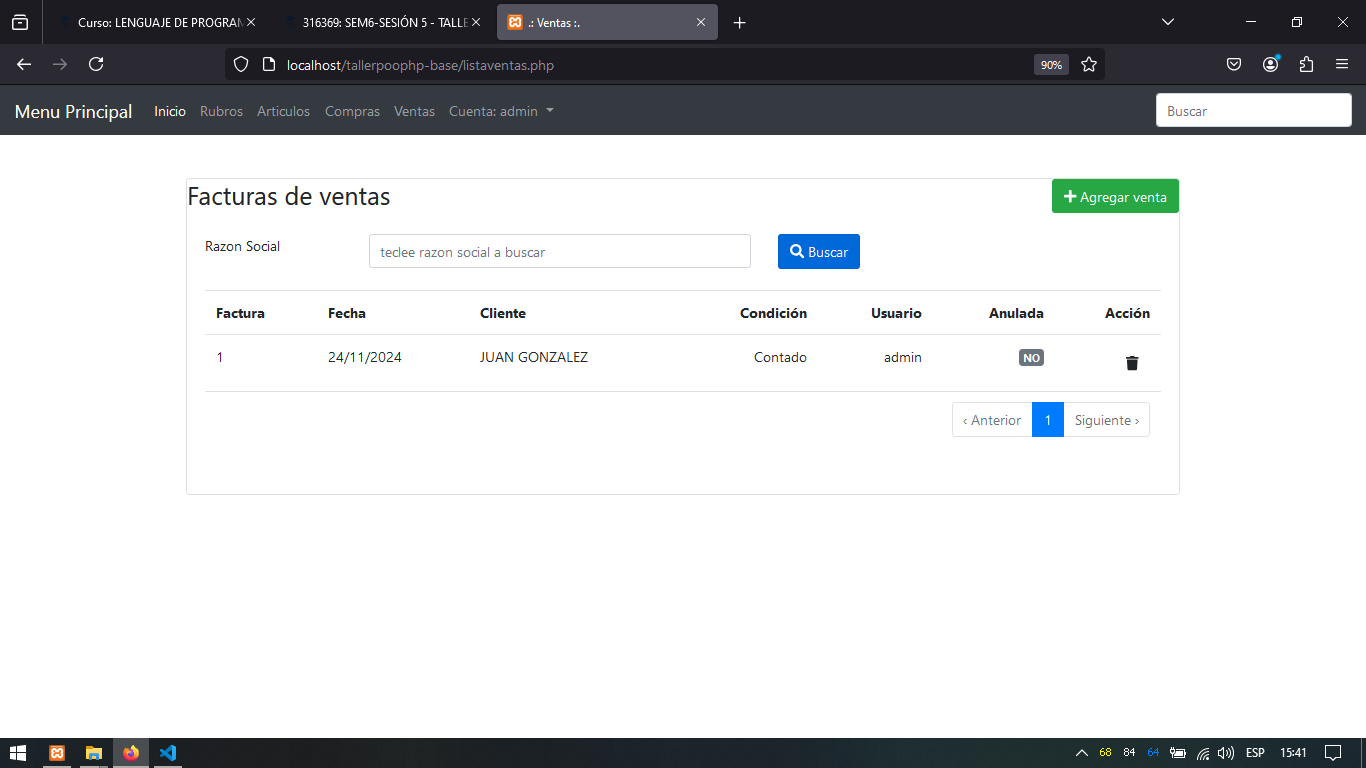 Curso: LENGUAJE DE PROGRAM
316369: SEM6-SESIÓN 5 - TALLE
.: Ventas :.
localhost/tallerpoophp-base/listaventas.php
90%
Menu Principal Inicio Rubros Articulos Compras Ventas Cuenta: admin
Buscar
Facturas de ventas
Agregar venta
Razon Social
teclee razon social a buscar
Buscar
Factura Fecha Cliente Condición Usuario Anulada Acción
1 24/11/2024 JUAN GONZALEZ Contado admin NO
‹ Anterior 1 Siguiente ›
68 84 64 ESP 15:41